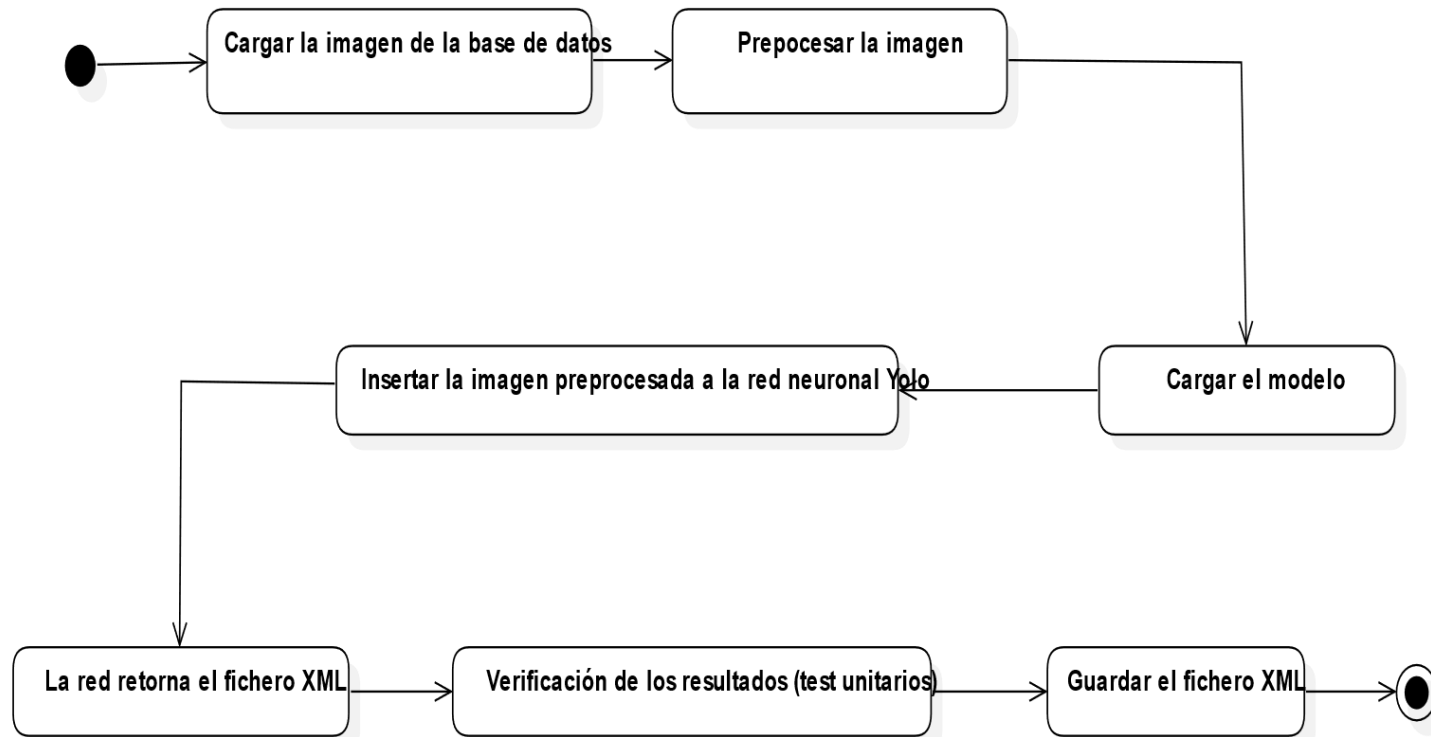 Cargar la imagen de la base de datos
Prepocesar la imagen
Cargar el modelo
Insertar la imagen preprocesada a la red neuronal Yolo
La red retorna el fichero XML
Verificación de los resultados (test unitarios)
Guardar el fichero XML